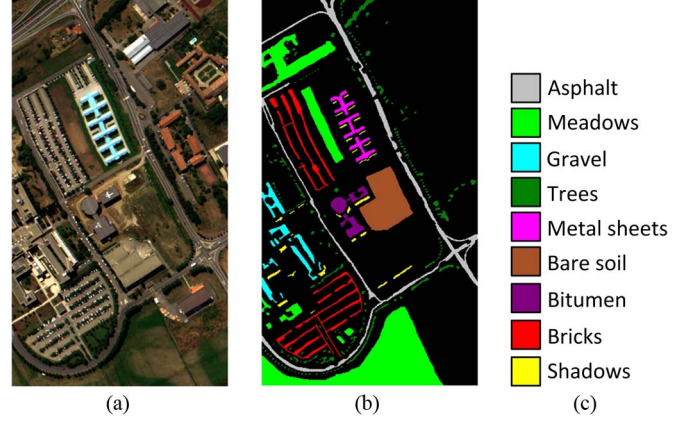 Asphalt
Meadows
Gravel
Trees
Metal sheets
Bare soil
Bitumen
Bricks
Shadows
(a)
(b)
(c)